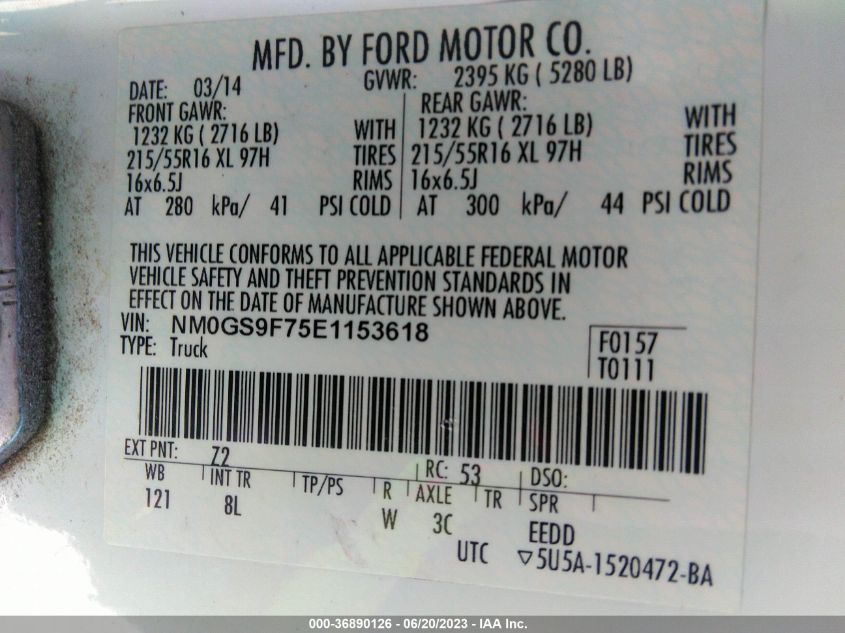 MFD. BY FORD MOTOR CO.
DATE: 03/14 GVWR: 2395 KG ( 5280 LB)
FRONT GAWR: REAR GAWR:
1232 KG ( 2716 LB) WITH 1232 KG ( 2716 LB) WITH
215/55R16 XL 97H TIRES 215/55R16 XL 97H TIRES
16x6.5J RIMS 16x6.5J RIMS
AT 280 kPa/ 41 PSI COLD AT 300 kPa/ 44 PSI COLD
THIS VEHICLE CONFORMS TO ALL APPLICABLE FEDERAL MOTOR
VEHICLE SAFETY AND THEFT PREVENTION STANDARDS IN
EFFECT ON THE DATE OF MANUFACTURE SHOWN ABOVE.
VIN: NM0GS9F75E1153618
TYPE: Truck
F0157
T0111
EXT PNT: Z2 RC: 53 DSO:
WB INT TR TP/PS R AXLE TR SPR
121 8L W 3C EEDD
UTC ▽5U5A-1520472-BA
000-36890126 - 06/20/2023 - IAA Inc.